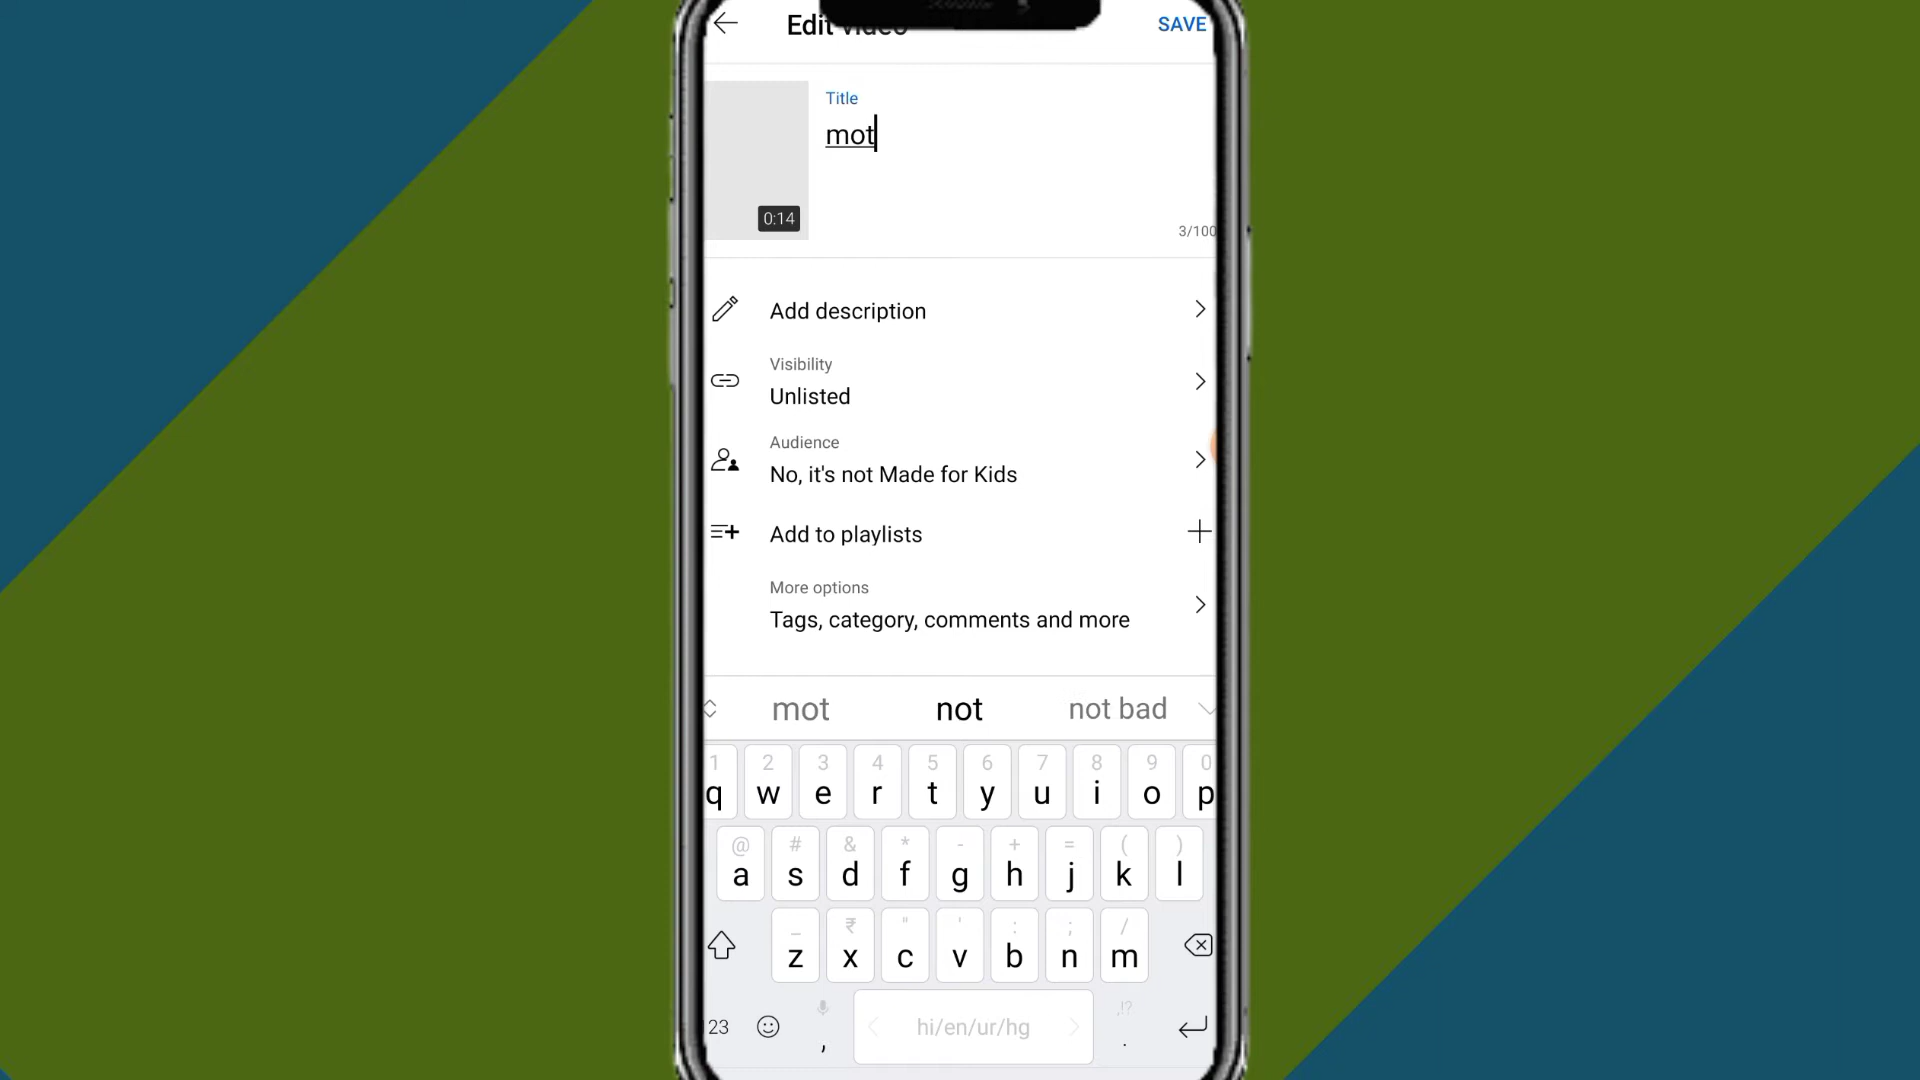 Edit video
SAVE
Title
mot
0:14
3/100
Add description
Visibility
Unlisted
Audience
No, it's not Made for Kids
Add to playlists
More options
Tags, category, comments and more
mot not not bad
1 2 3 4 5 6 7 8 9 0
q w e r t y u i o p
@ # & * - + = ( )
a s d f g h j k l
_ ₹ " ' : ; /
z x c v b n m
,!?
23 , hi/en/ur/hg .